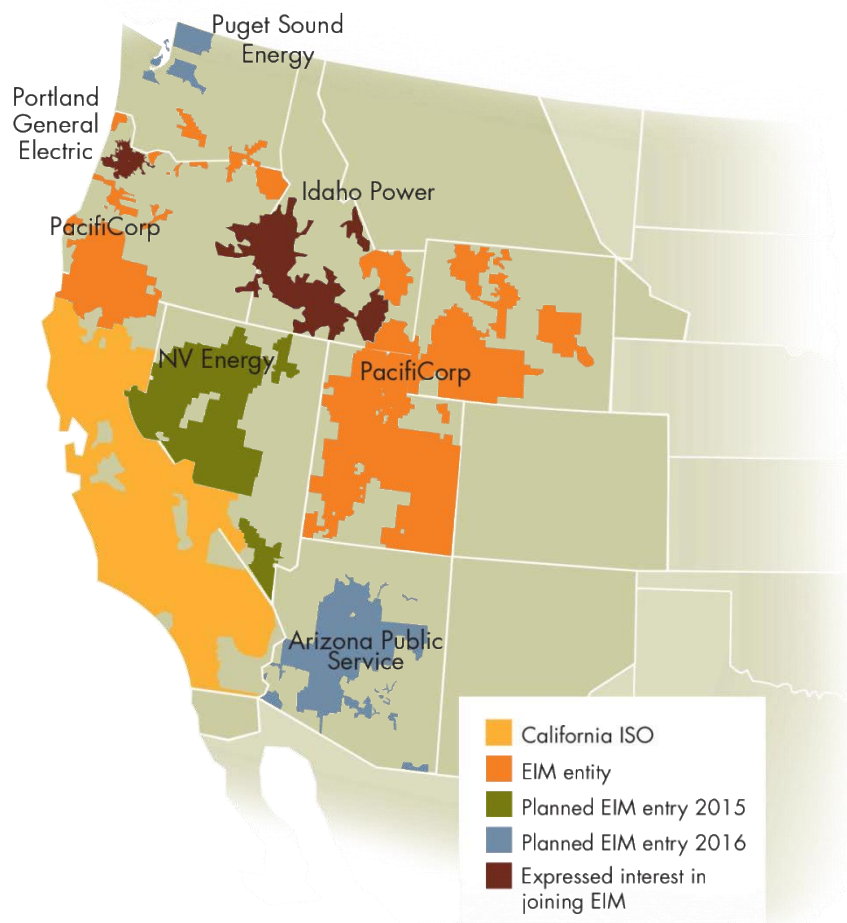 Puget Sound
Energy
Portland
General
Electric
Idaho Power
PacifiCorp
NV Energy
PacifiCorp
Arizona Public
Service
California ISO
EIM entity
Planned EIM entry 2015
Planned EIM entry 2016
Expressed interest in
joining EIM